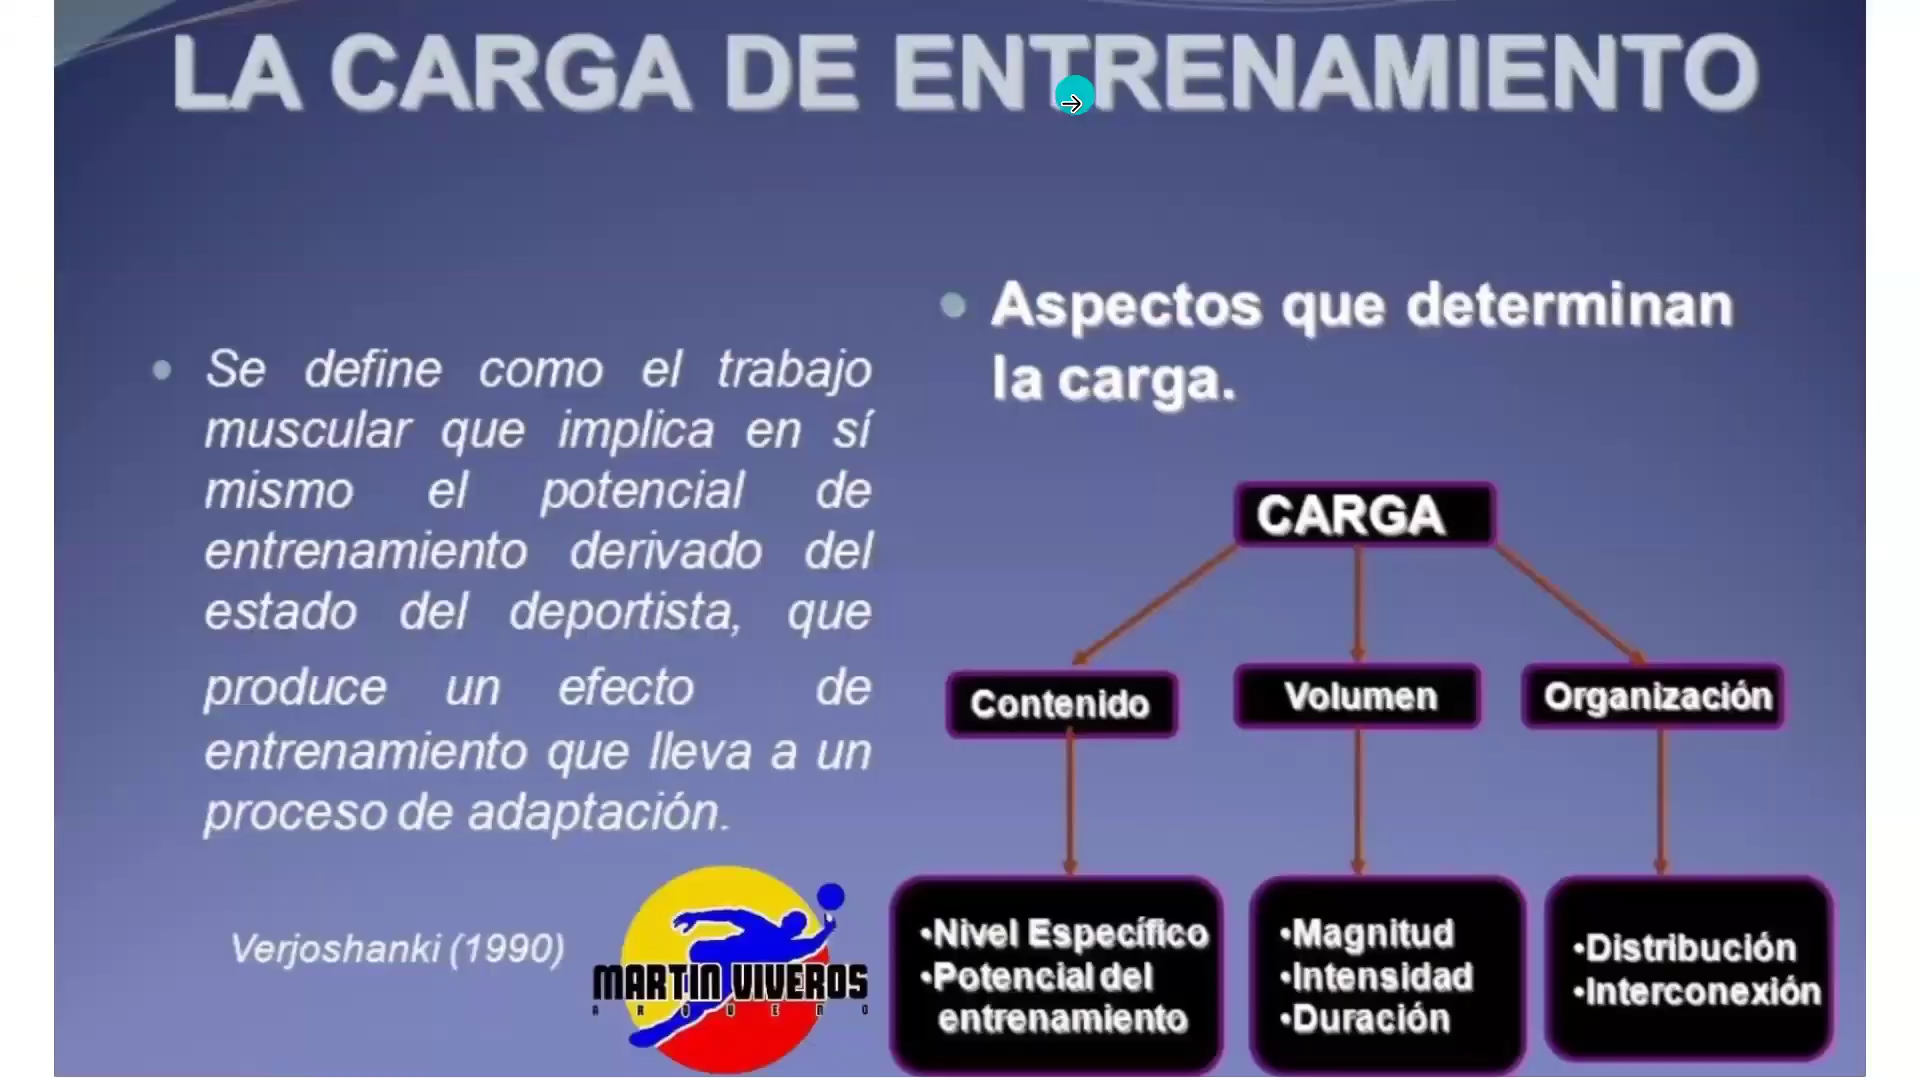 LA CARGA DE ENTRENAMIENTO
Se define como el trabajo
muscular que implica en sí
mismo el potencial de
entrenamiento derivado del
estado del deportista, que
produce un efecto de
entrenamiento que lleva a un
proceso de adaptación.
Verjoshanki (1990)
MARTIN VIVEROS
ARQUERO
Aspectos que determinan
la carga.
CARGA
Contenido
Volumen
Organización
•Nivel Específico
•Potencial del
entrenamiento
•Magnitud
•Intensidad
•Duración
•Distribución
•Interconexión